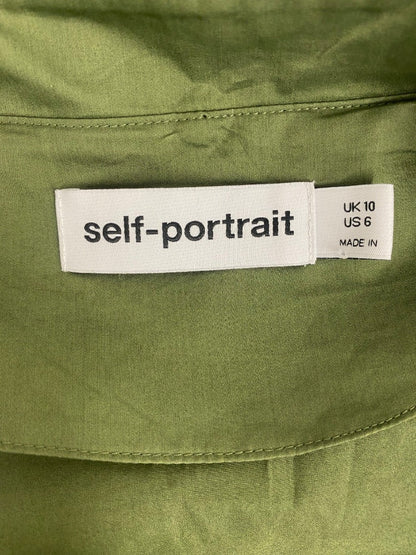 self-portrait
UK 10
US 6
MADE IN